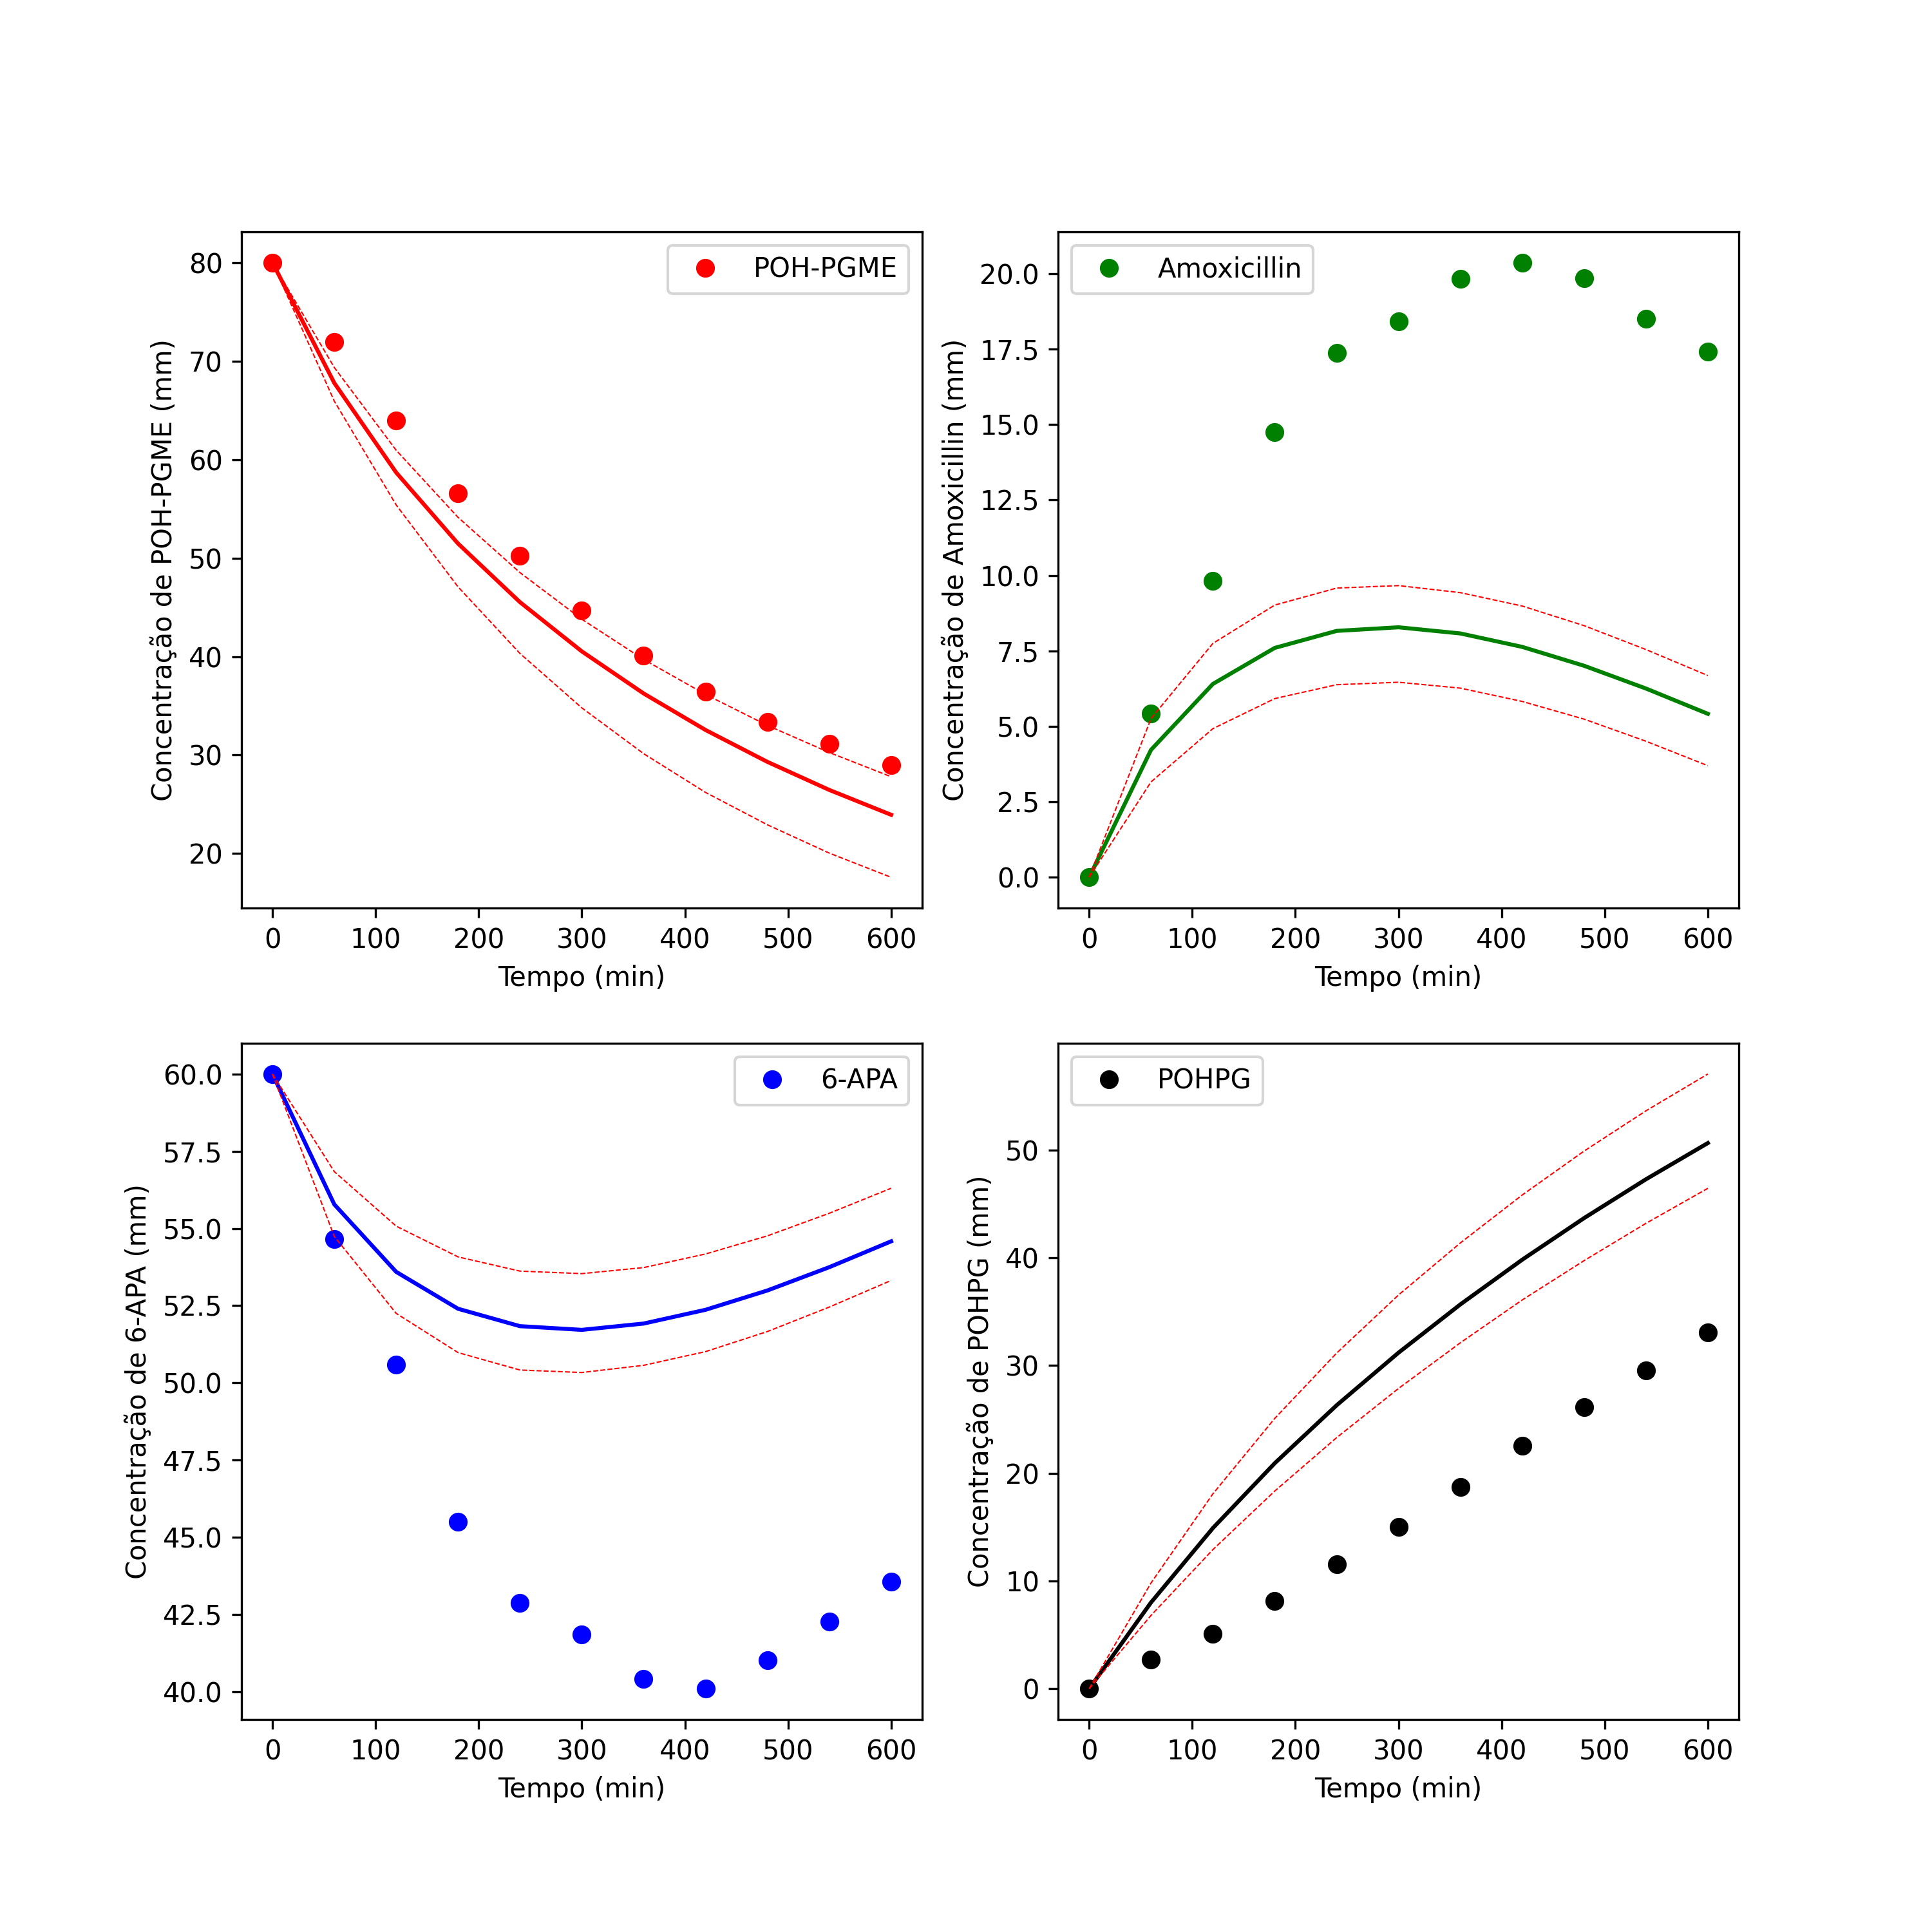 POH-PGME
Concentração de POH-PGME (mm)
80
70
60
50
40
30
20
0 100 200 300 400 500 600
Tempo (min)
Amoxicillin
Concentração de Amoxicillin (mm)
20.0
17.5
15.0
12.5
10.0
7.5
5.0
2.5
0.0
0 100 200 300 400 500 600
Tempo (min)
6-APA
Concentração de 6-APA (mm)
60.0
57.5
55.0
52.5
50.0
47.5
45.0
42.5
40.0
0 100 200 300 400 500 600
Tempo (min)
POHPG
Concentração de POHPG (mm)
50
40
30
20
10
0
0 100 200 300 400 500 600
Tempo (min)